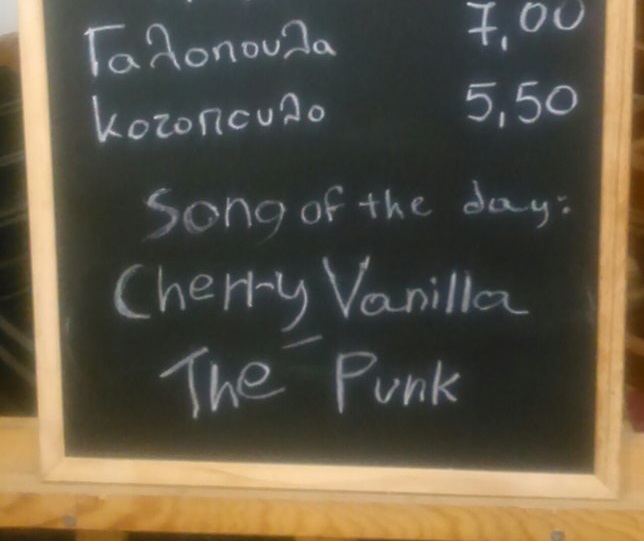 Γαλοπουλα 7,00
κοτοπουλο 5,50
Song of the day:
Cherry Vanilla
- The Punk